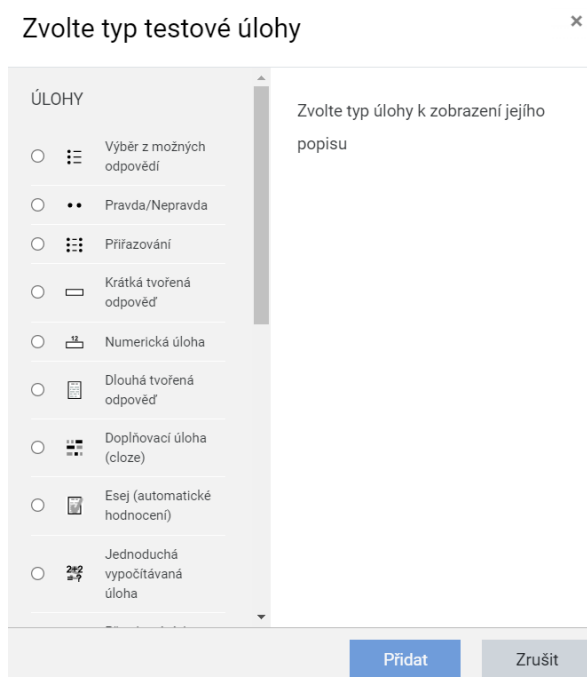 Zvolte typ testové úlohy
×
ÚLOHY
Výběr z možných
odpovědí
Pravda/Nepravda
Přiřazování
Krátká tvořená
odpověď
12
Numerická úloha
Dlouhá tvořená
odpověď
Doplňovací úloha
(cloze)
Esej (automatické
hodnocení)
Jednoduchá
vypočítávaná
úloha
Zvolte typ úlohy k zobrazení jejího
popisu
Přidat
Zrušit